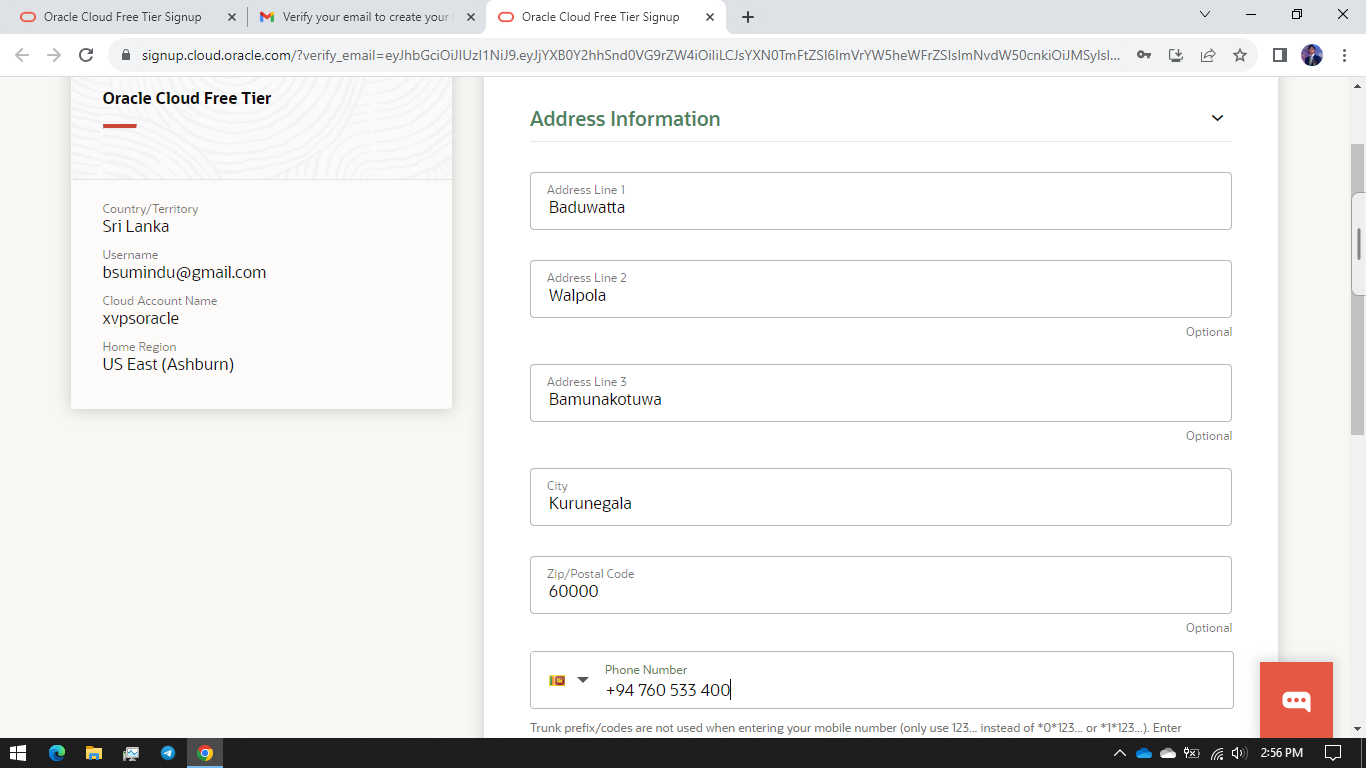 Oracle Cloud Free Tier Signup
Verify your email to create your
Oracle Cloud Free Tier Signup
signup.cloud.oracle.com/?verify_email=eyJhbGciOiJIUzI1NiJ9.eyJjYXB0Y2hhSnd0VG9rZW4iOiIiLCJsYXN0TmFtZSI6ImVrYW5heWFrZSIsImNvdW50cnkiOiJMSyIsI...
Oracle Cloud Free Tier
Country/Territory
Sri Lanka
Username
bsumindu@gmail.com
Cloud Account Name
xvpsoracle
Home Region
US East (Ashburn)
Address Information
Address Line 1
Baduwatta
Address Line 2
Walpola
Optional
Address Line 3
Bamunakotuwa
Optional
City
Kurunegala
Zip/Postal Code
60000
Optional
Phone Number
+94 760 533 400
Trunk prefix/codes are not used when entering your mobile number (only use 123... instead of *0*123... or *1*123...). Enter
2:56 PM